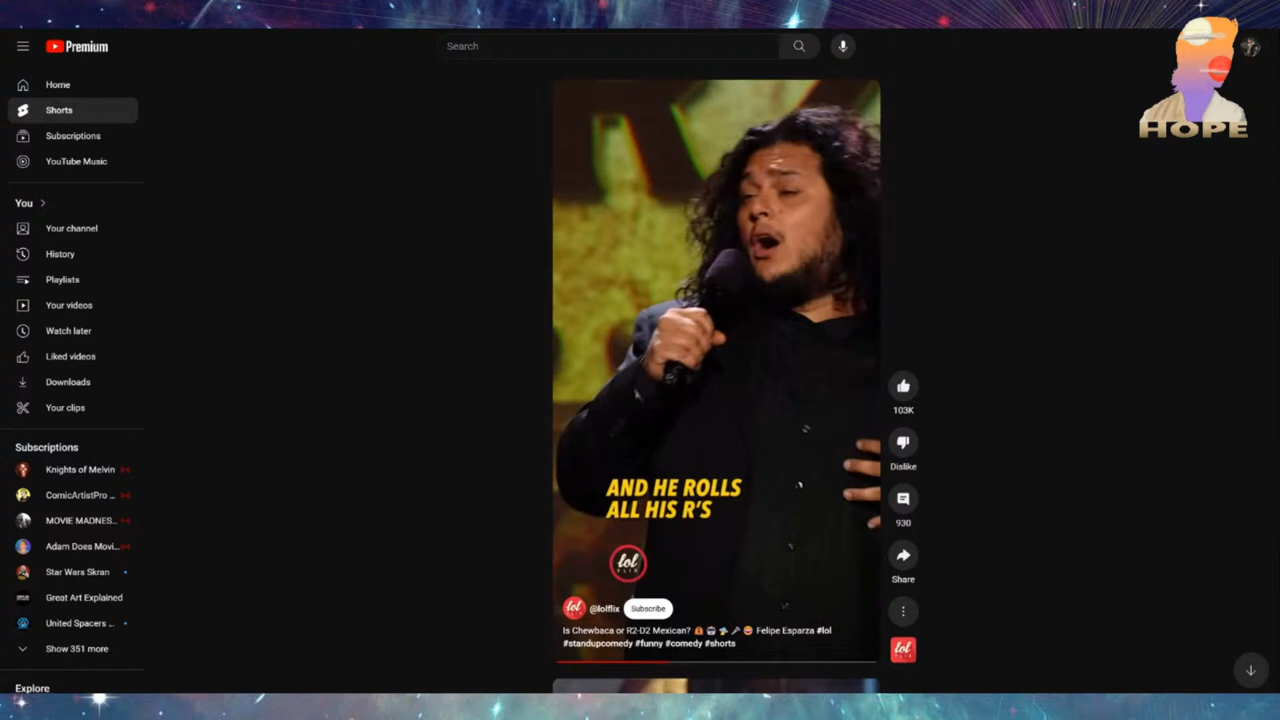 Premium
Search
Home
Shorts
Subscriptions
YouTube Music
You
Your channel
History
Playlists
Your videos
Watch later
Liked videos
Downloads
Your clips
Subscriptions
Knights of Melvin
ComicArtistPro ...
MOVIE MADNES...
Adam Does Movi...
Star Wars Skran
Great Art Explained
United Spacers ...
Show 351 more
Explore
AND HE ROLLS
ALL HIS R'S
lol
FLIX
lol
@lolflix
Subscribe
Is Chewbaca or R2-D2 Mexican? Felipe Esparza #lol
#standupcomedy #funny #comedy #shorts
103K
Dislike
930
Share
lol
HOPE